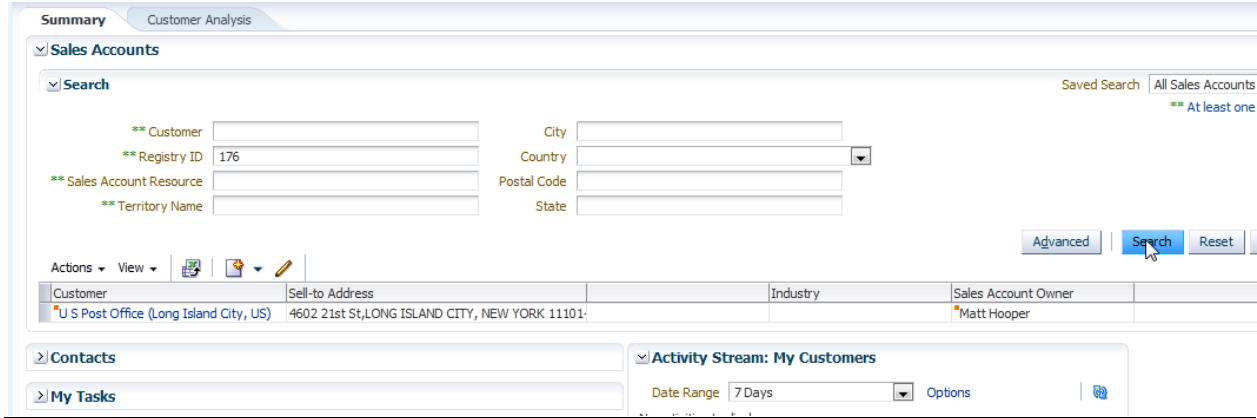 Summary Customer Analysis
Sales Accounts
Search
Saved Search All Sales Accounts
** At least one
** Customer City
** Registry ID 176 Country
** Sales Account Resource Postal Code
** Territory Name State
Advanced Search Reset
Actions View
Customer Sell-to Address Industry Sales Account Owner
U S Post Office (Long Island City, US) 4602 21st St,LONG ISLAND CITY, NEW YORK 11101- Matt Hooper
Contacts Activity Stream: My Customers
Date Range 7 Days Options
My Tasks